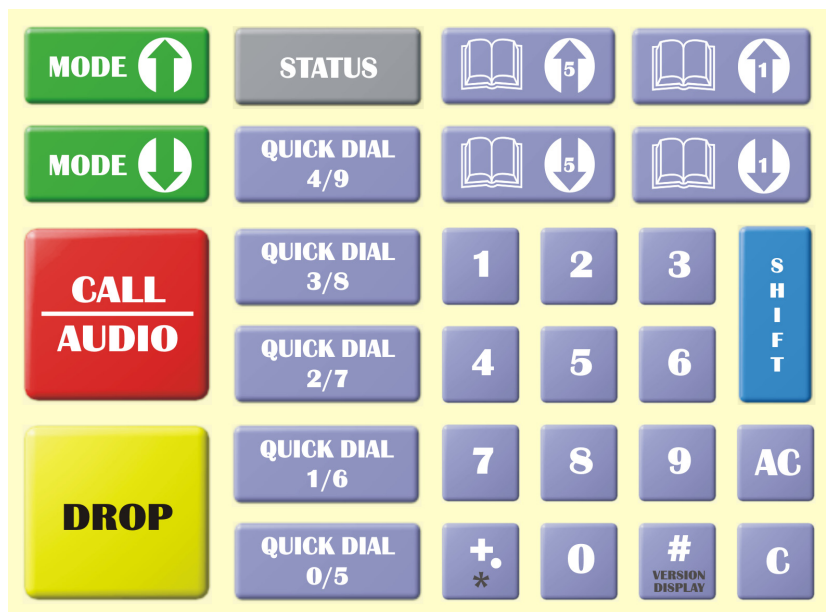 MODE
STATUS
5
1
MODE
QUICK DIAL
4/9
5
1
CALL
AUDIO
QUICK DIAL
3/8
1
2
3
SHIFT
QUICK DIAL
2/7
4
5
6
DROP
QUICK DIAL
1/6
7
8
9
AC
QUICK DIAL
0/5
+.
*
0
#
VERSION
DISPLAY
C